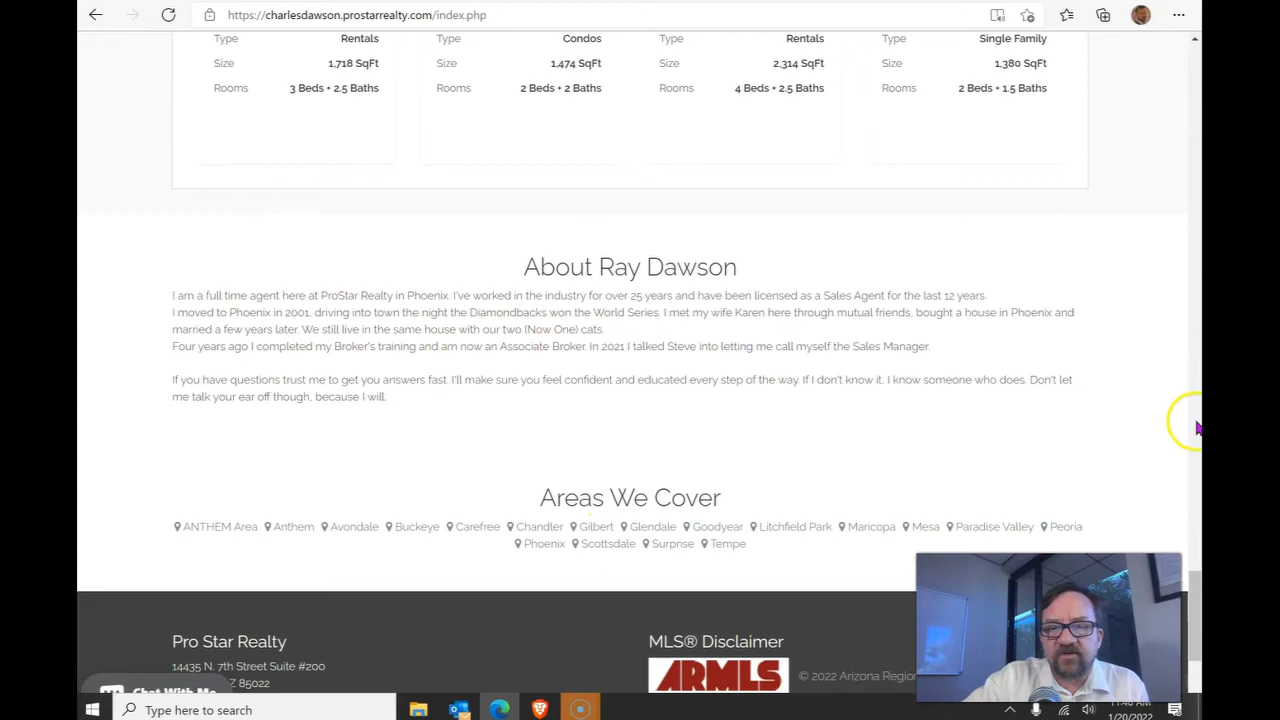 https://charlesdawson.prostarrealty.com/index.php
Type Rentals Type Condos Type Rentals Type Single Family
Size 1,718 SqFt Size 1,474 SqFt Size 2,314 SqFt Size 1,380 SqFt
Rooms 3 Beds + 2.5 Baths Rooms 2 Beds + 2 Baths Rooms 4 Beds + 2.5 Baths Rooms 2 Beds + 1.5 Baths
About Ray Dawson
I am a full time agent here at ProStar Realty in Phoenix. I've worked in the industry for over 25 years and have been licensed as a Sales Agent for the last 12 years.
I moved to Phoenix in 2001, driving into town the night the Diamondbacks won the World Series. I met my wife Karen here through mutual friends, bought a house in Phoenix and
married a few years later. We still live in the same house with our two (Now One) cats.
Four years ago I completed my Broker's training and am now an Associate Broker. In 2021 I talked Steve into letting me call myself the Sales Manager.
If you have questions trust me to get you answers fast. I'll make sure you feel confident and educated every step of the way. If I don't know it, I know someone who does. Don't let
me talk your ear off though, because I will.
Areas We Cover
ANTHEM Area Anthem Avondale Buckeye Carefree Chandler Gilbert Glendale Goodyear Litchfield Park Maricopa Mesa Paradise Valley Peoria
Phoenix Scottsdale Surprise Tempe
Pro Star Realty MLS® Disclaimer
14435 N. 7th Street Suite #200
ARMLS © 2022 Arizona Region
Z 85022
Chat With Me
Type here to search
11:40 AM
1/20/2022